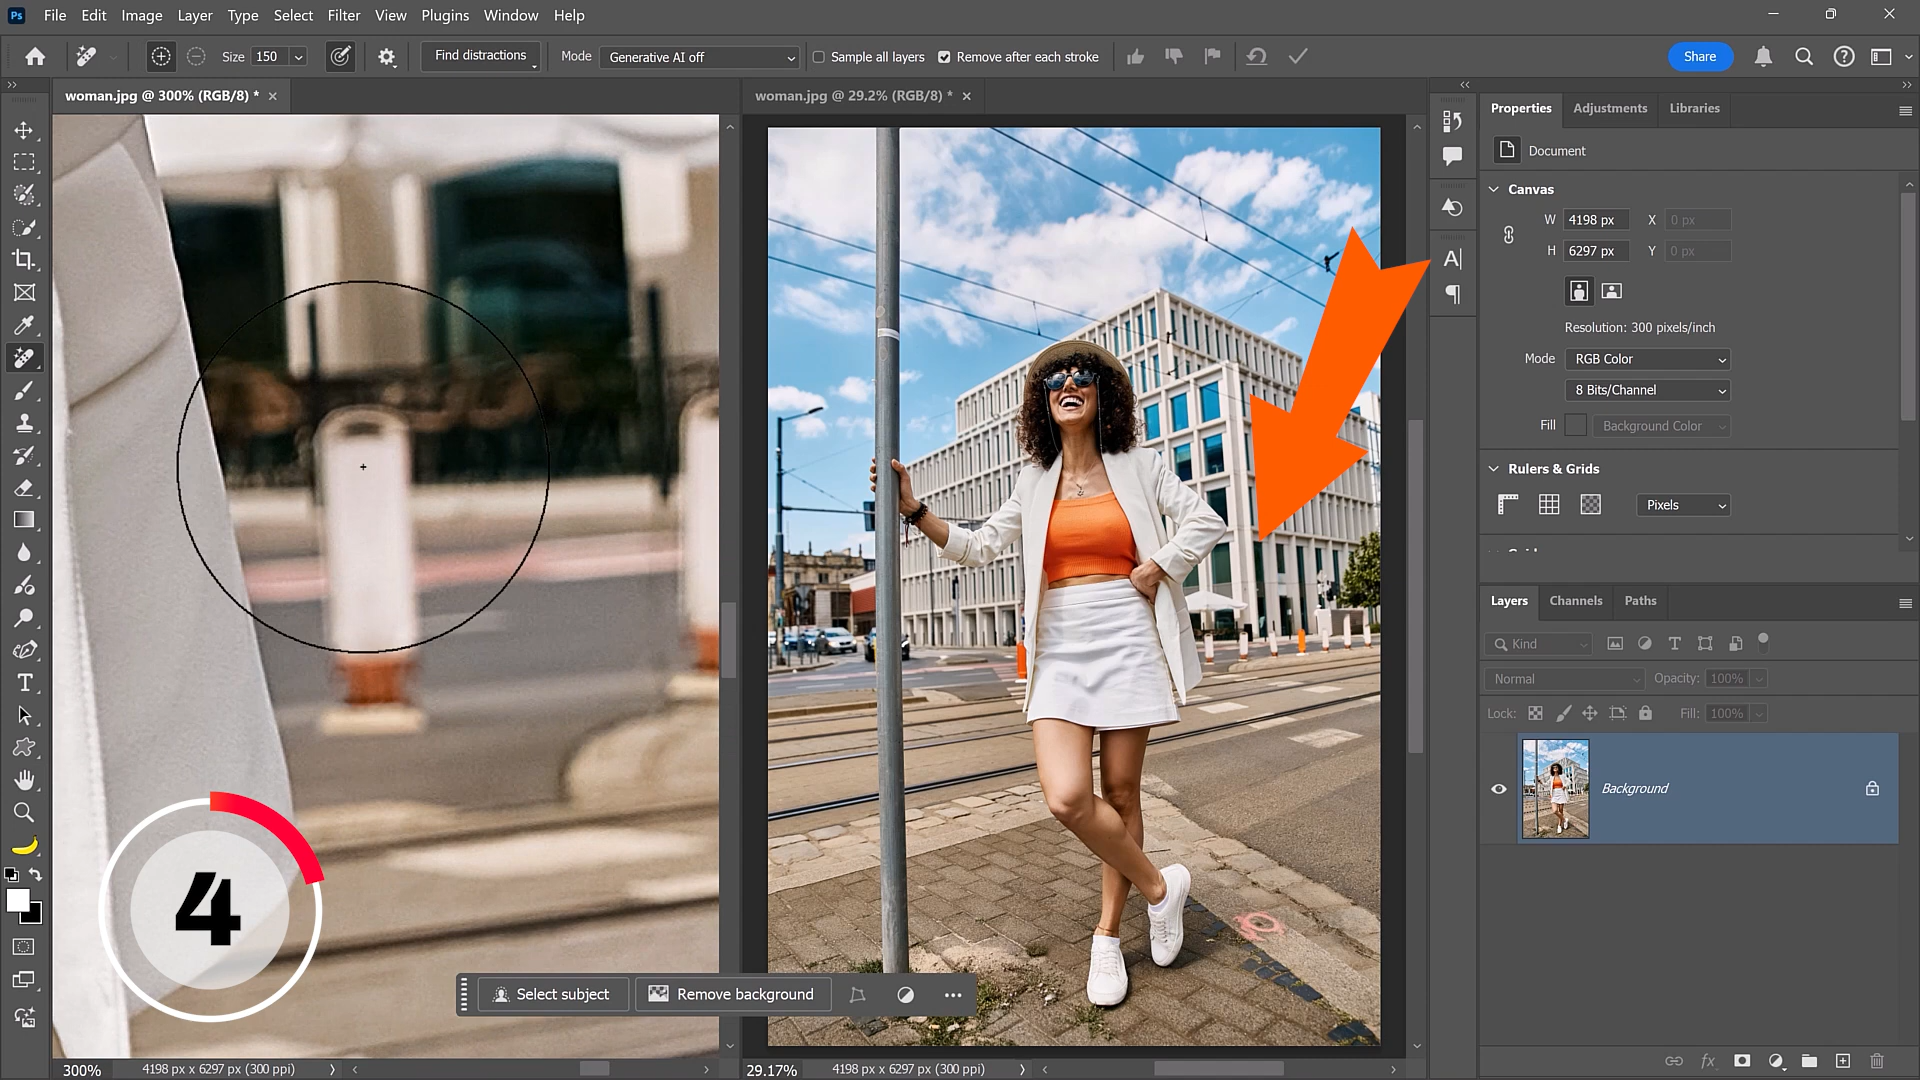 Ps File Edit Image Layer Type Select Filter View Plugins Window Help
Size 150 Find distractions Mode Generative AI off Sample all layers Remove after each stroke Share
woman.jpg @ 300% (RGB/8) * × woman.jpg @ 29.2% (RGB/8) * ×
Properties Adjustments Libraries
Document
Canvas
W 4198 px X 0 px
H 6297 px Y 0 px
Resolution: 300 pixels/inch
Mode RGB Color
8 Bits/Channel
Fill Background Color
Rulers & Grids
Pixels
Layers Channels Paths
Kind
Normal Opacity: 100%
Lock: Fill: 100%
Background
4
Select subject Remove background
300% 4198 px x 6297 px (300 ppi) 29.17% 4198 px x 6297 px (300 ppi)